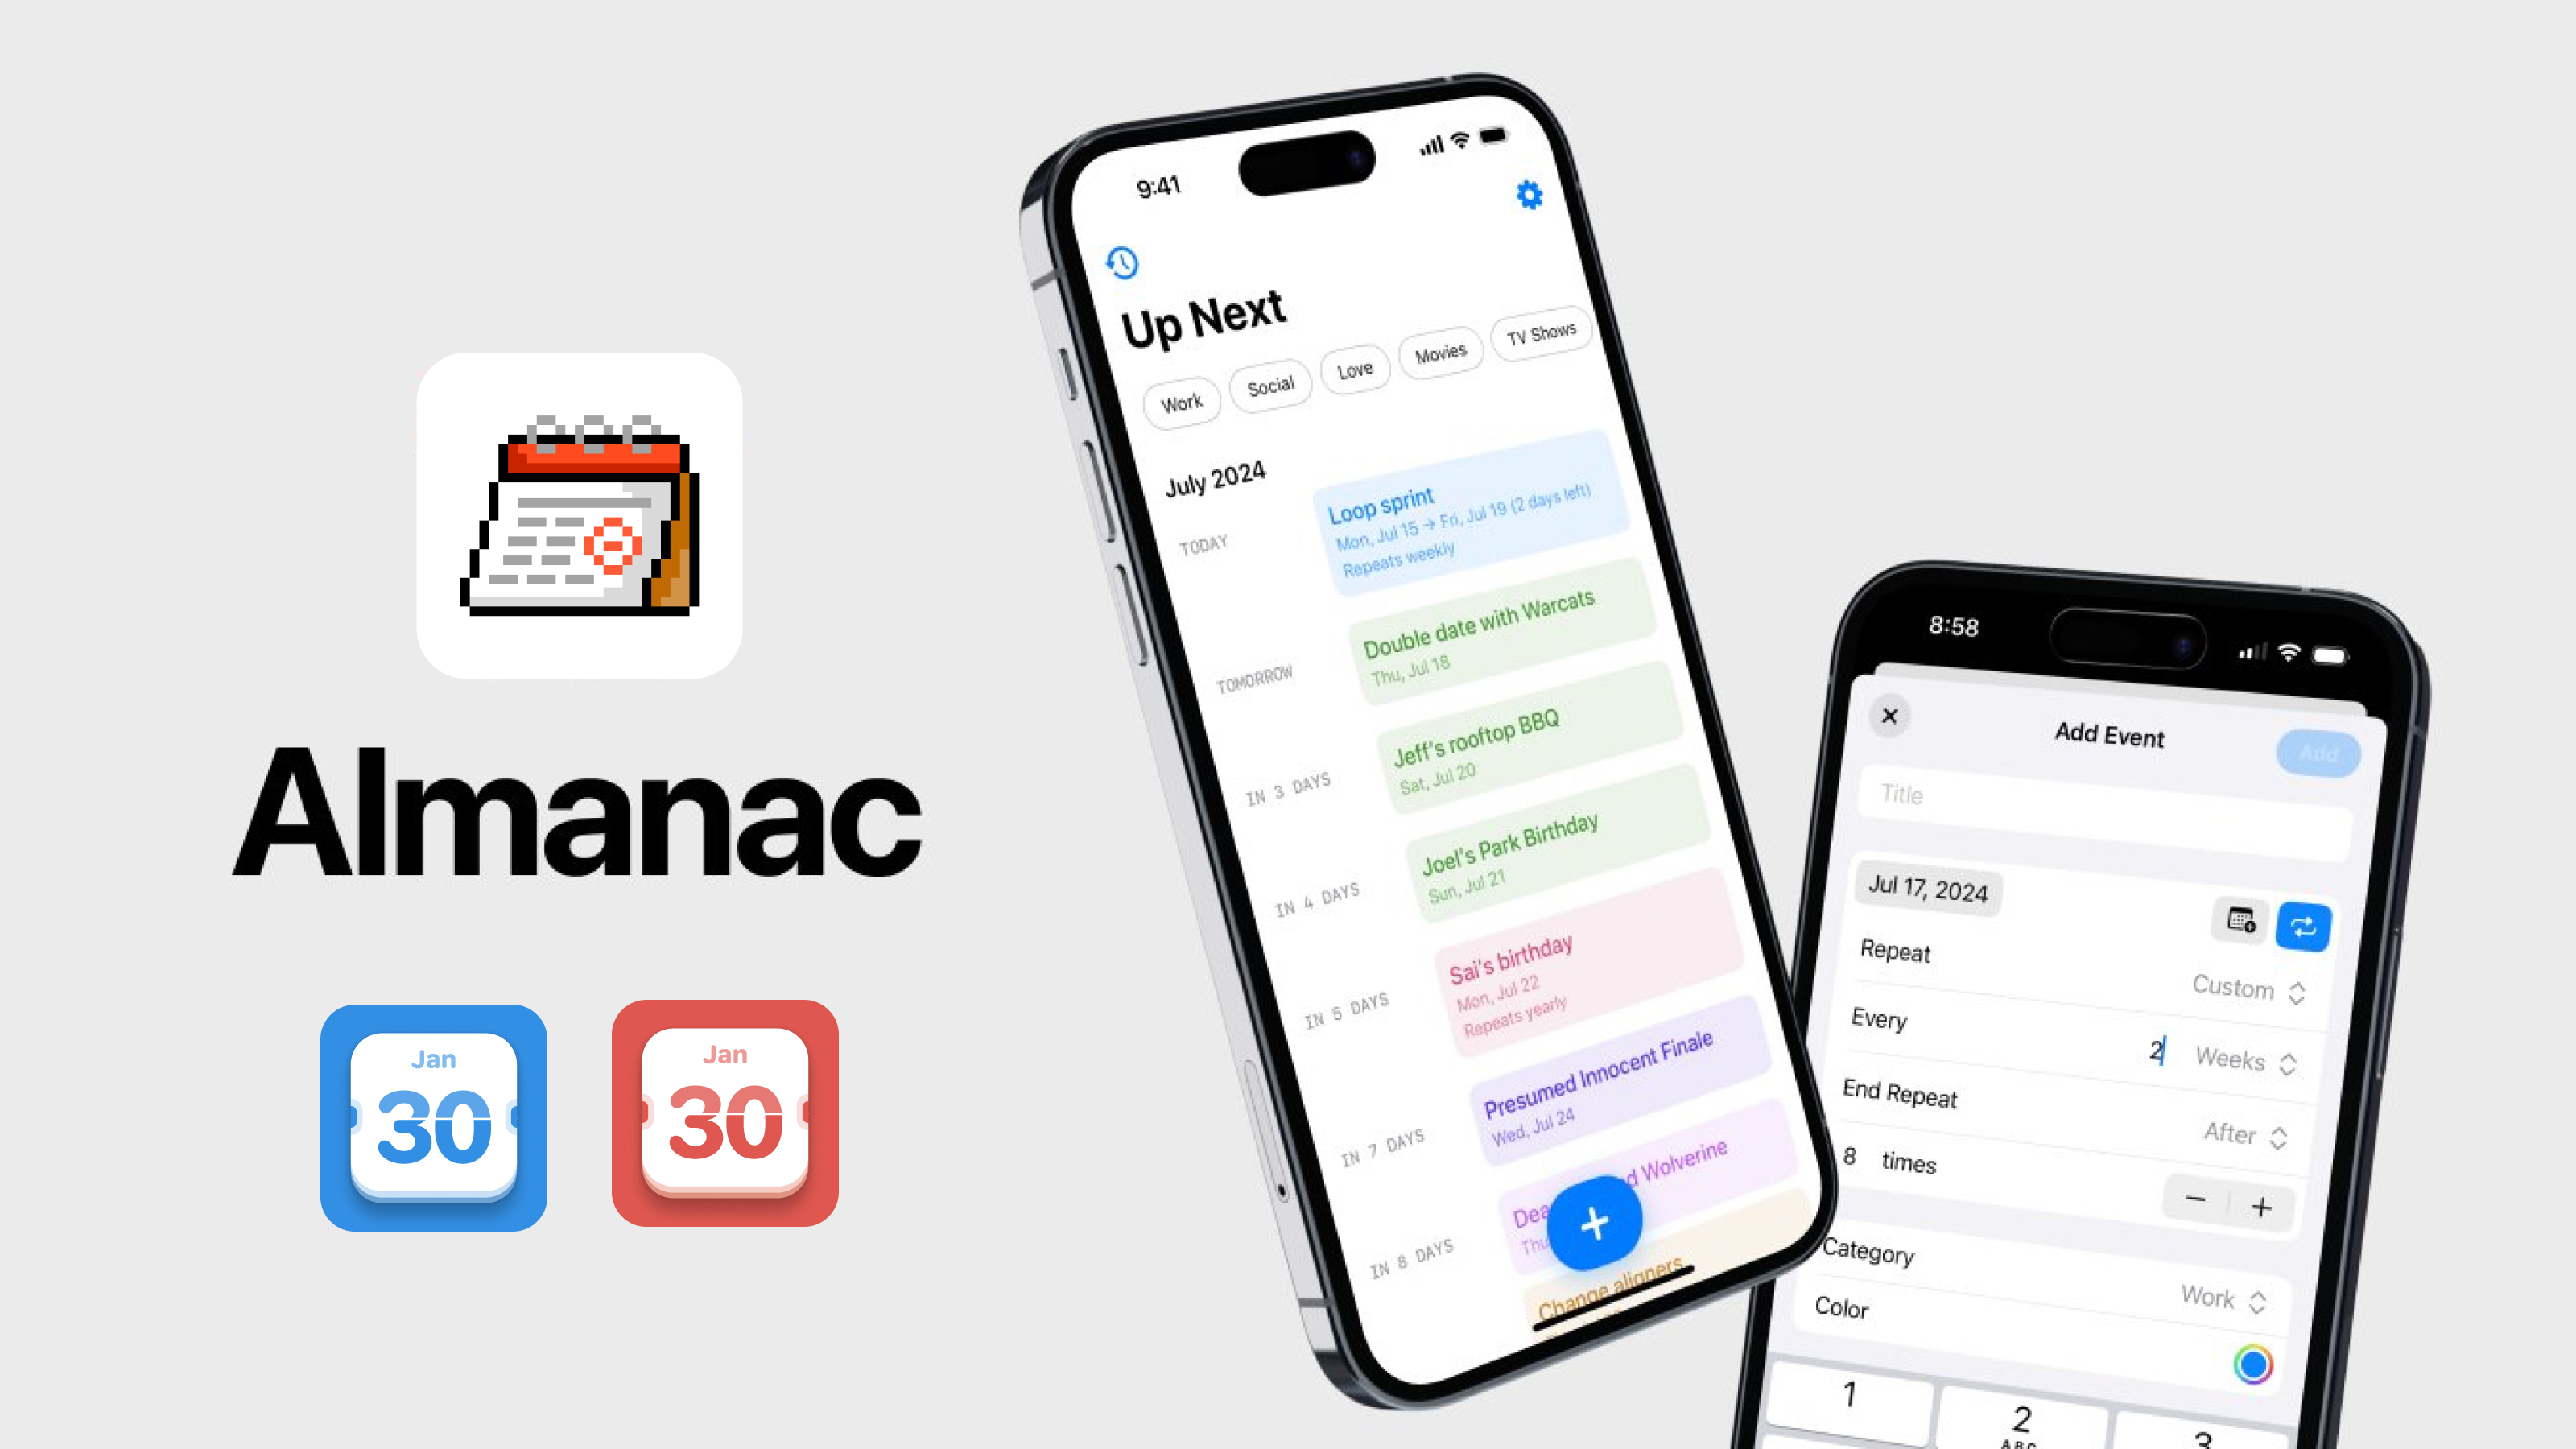 Almanac
Jan
30
Jan
30
9:41
Up Next
Work
Social
Love
Movies
TV Shows
July 2024
TODAY
Loop sprint
Mon, Jul 15 → Fri, Jul 19 (2 days left)
Repeats weekly
TOMORROW
Double date with Warcats
Thu, Jul 18
IN 3 DAYS
Jeff's rooftop BBQ
Sat, Jul 20
IN 4 DAYS
Joel's Park Birthday
Sun, Jul 21
IN 5 DAYS
Sai's birthday
Mon, Jul 22
Repeats yearly
IN 7 DAYS
Presumed Innocent Finale
Wed, Jul 24
IN 8 DAYS
Wolverine
Change aligners
8:58
Add Event
Add
Title
Jul 17, 2024
Repeat
Custom
Every
2 Weeks
End Repeat
After
8 times
Category
Work
Color
1
2
ABC
3